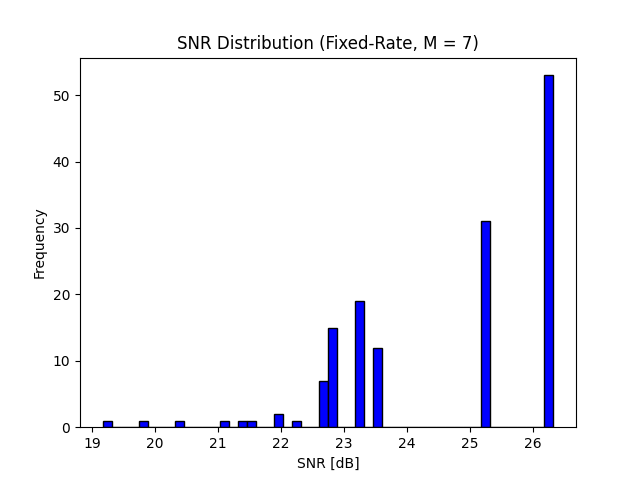 SNR Distribution (Fixed-Rate, M = 7)
50
40
30
20
10
0
Frequency
19 20 21 22 23 24 25 26
SNR [dB]